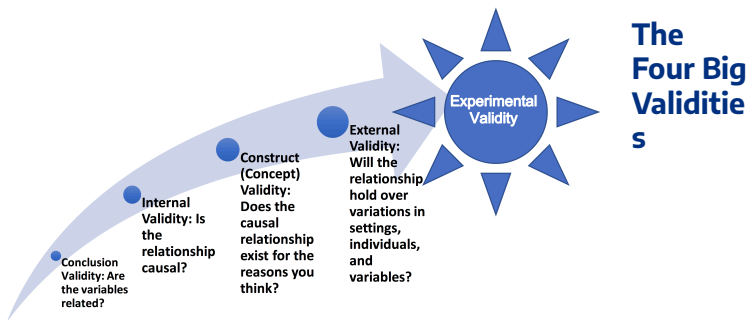 The
Four Big
Validitie
s
Experimental
Validity
External
Validity:
Will the
relationship
hold over
variations in
settings,
individuals,
and
variables?
Construct
(Concept)
Validity:
Does the
causal
relationship
exist for the
reasons you
think?
Internal
Validity: Is
the
relationship
causal?
Conclusion
Validity: Are
the variables
related?